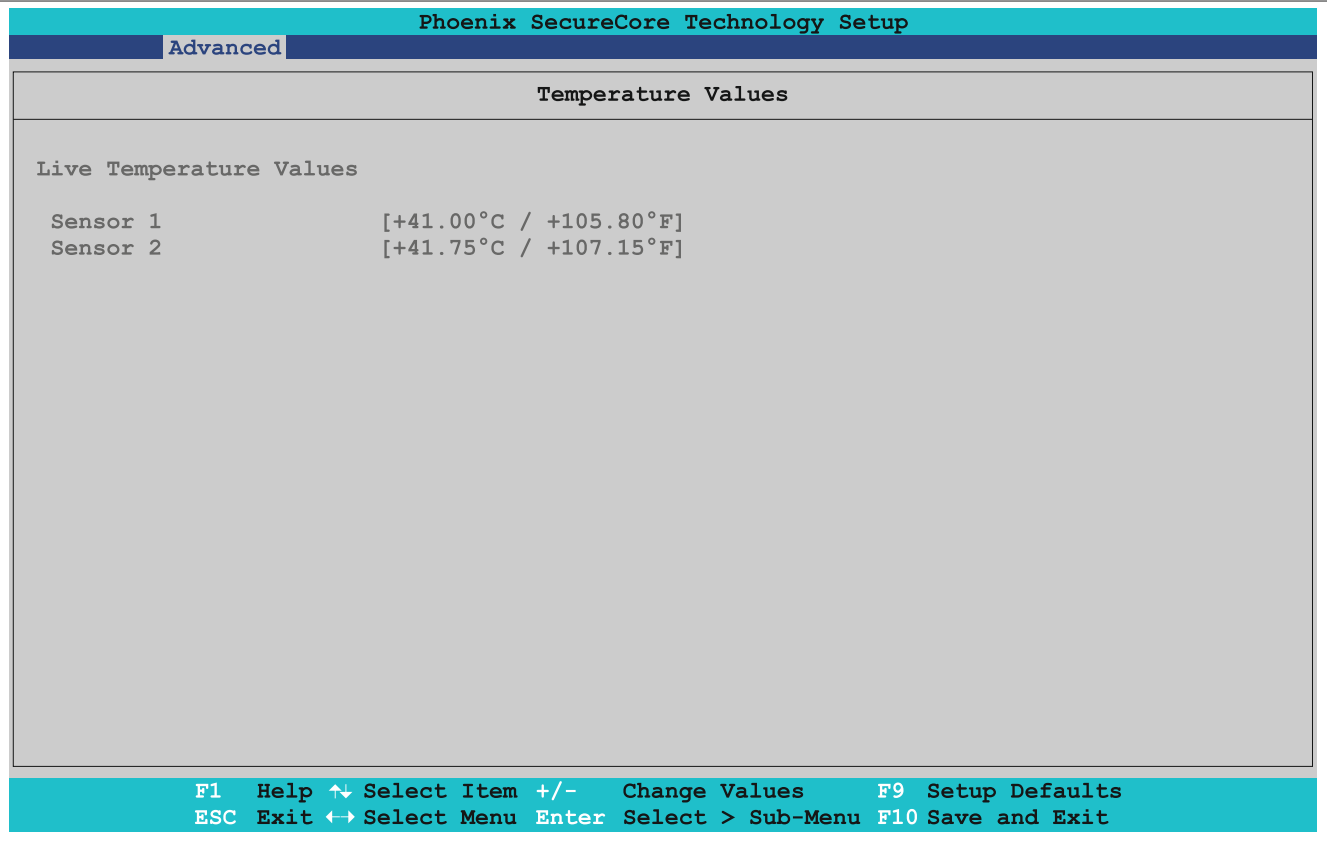 Phoenix SecureCore Technology Setup
Advanced
Temperature Values
Live Temperature Values
Sensor 1 [+41.00°C / +105.80°F]
Sensor 2 [+41.75°C / +107.15°F]
F1 Help ↑↓ Select Item +/- Change Values F9 Setup Defaults
ESC Exit ←→ Select Menu Enter Select > Sub-Menu F10 Save and Exit